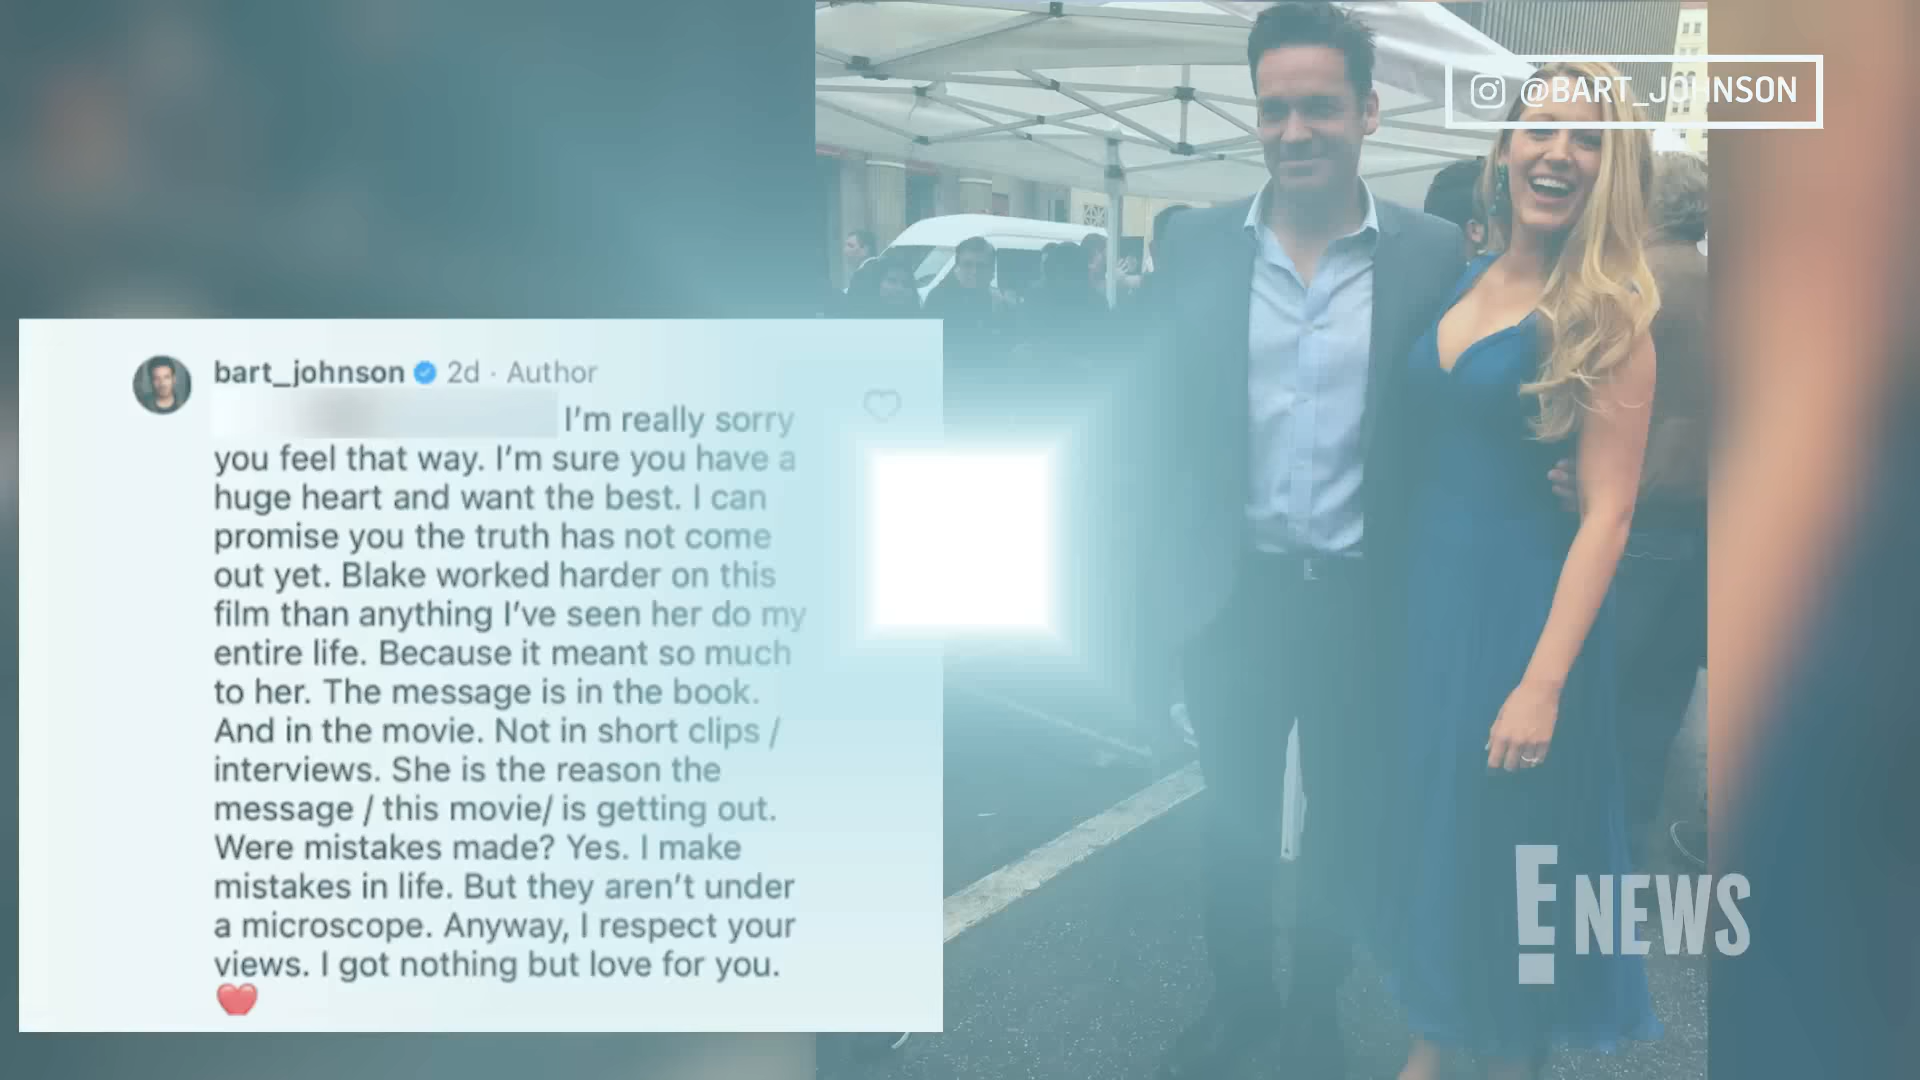 @BART_JOHNSON
bart_johnson 2d · Author
I'm really sorry
you feel that way. I'm sure you have a
huge heart and want the best. I can
promise you the truth has not come
out yet. Blake worked harder on this
film than anything I've seen her do my
entire life. Because it meant so much
to her. The message is in the book.
And in the movie. Not in short clips /
interviews. She is the reason the
message / this movie/ is getting out.
Were mistakes made? Yes. I make
mistakes in life. But they aren't under
a microscope. Anyway, I respect your
views. I got nothing but love for you.
E! NEWS